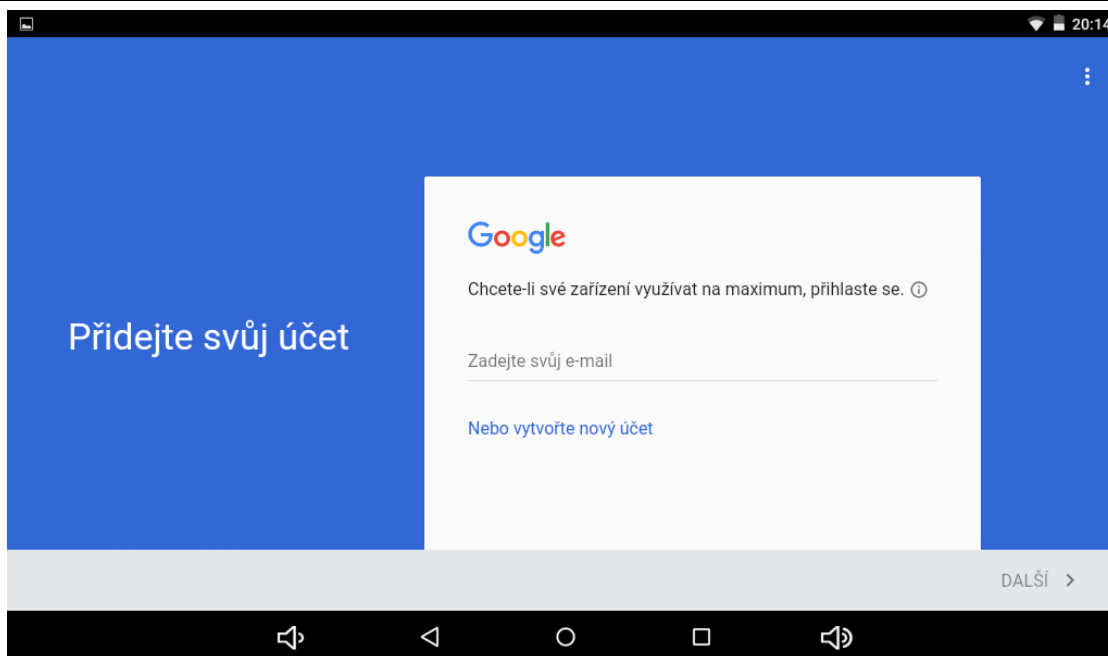 20:14
Google
Chcete-li své zařízení využívat na maximum, přihlaste se.
Přidejte svůj účet
Zadejte svůj e-mail
Nebo vytvořte nový účet
DALŠÍ